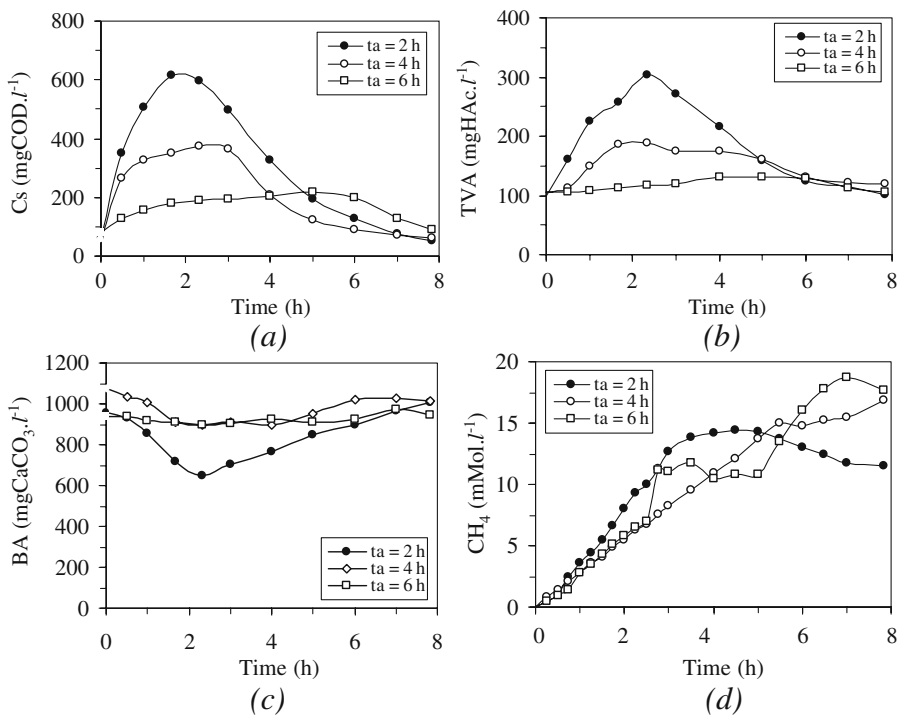 (a)
Cs (mgCOD.l⁻¹)
800
600
400
200
0
0 2 4 6 8
Time (h)
ta = 2 h
ta = 4 h
ta = 6 h
(b)
TVA (mgHAc.l⁻¹)
400
300
200
100
0
0 2 4 6 8
Time (h)
ta = 2 h
ta = 4 h
ta = 6 h
(c)
BA (mgCaCO₃.l⁻¹)
1200
1000
800
600
400
200
0
0 2 4 6 8
Time (h)
ta = 2 h
ta = 4 h
ta = 6 h
(d)
CH₄ (mMol.l⁻¹)
20
15
10
5
0
0 2 4 6 8
Time (h)
ta = 2 h
ta = 4 h
ta = 6 h